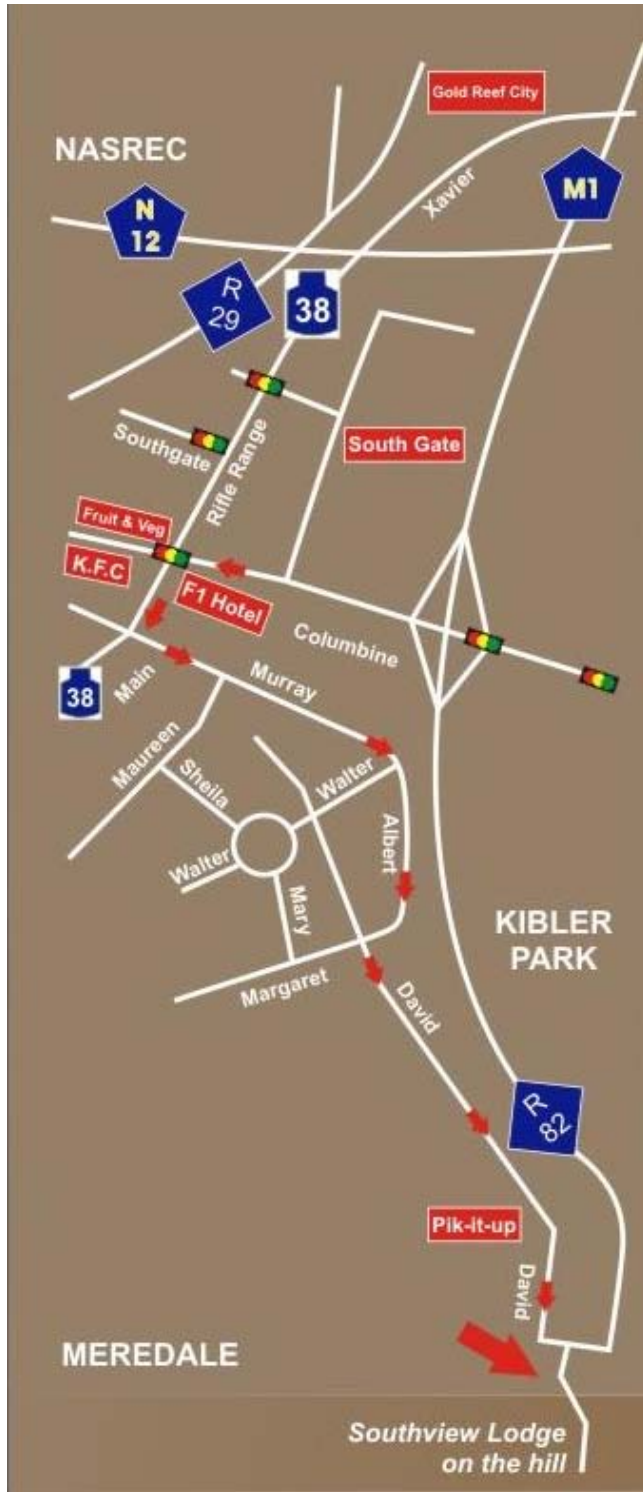 Gold Reef City
NASREC
Xavier
M1
N
12
R
29
38
Southgate
Rifle Range
South Gate
Fruit & Veg
K.F.C
F1 Hotel
Columbine
38
Main
Murray
Maureen
Sheila
Walter
Walter
Albert
Mary
Margaret
KIBLER
PARK
David
R
82
Pik-it-up
David
MEREDALE
Southview Lodge
on the hill